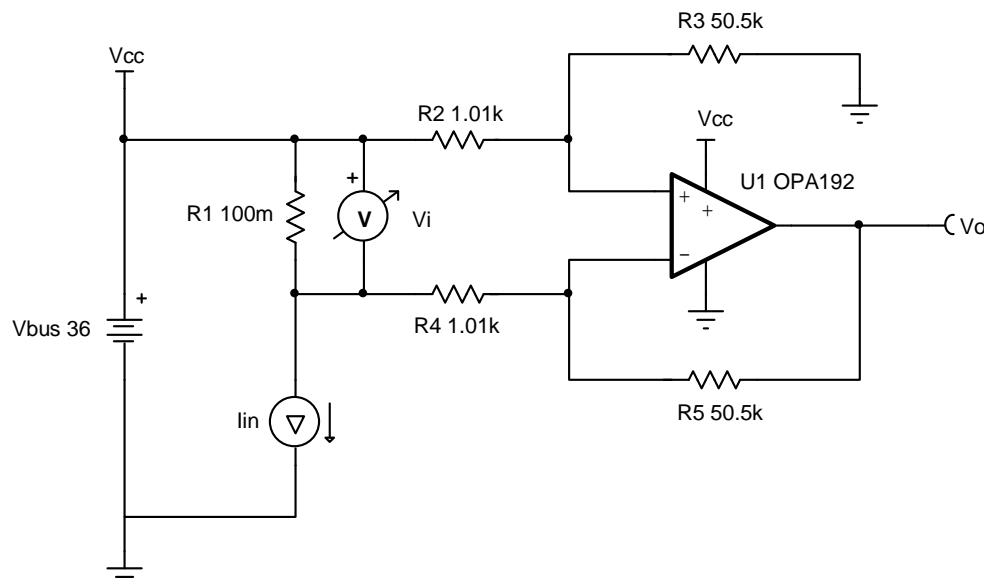 R3 50.5k
Vcc
R2 1.01k
Vcc
U1 OPA192
+
V
R1 100m
Vi
+
+
−
Vo
+
R4 1.01k
Vbus 36
Iin
R5 50.5k